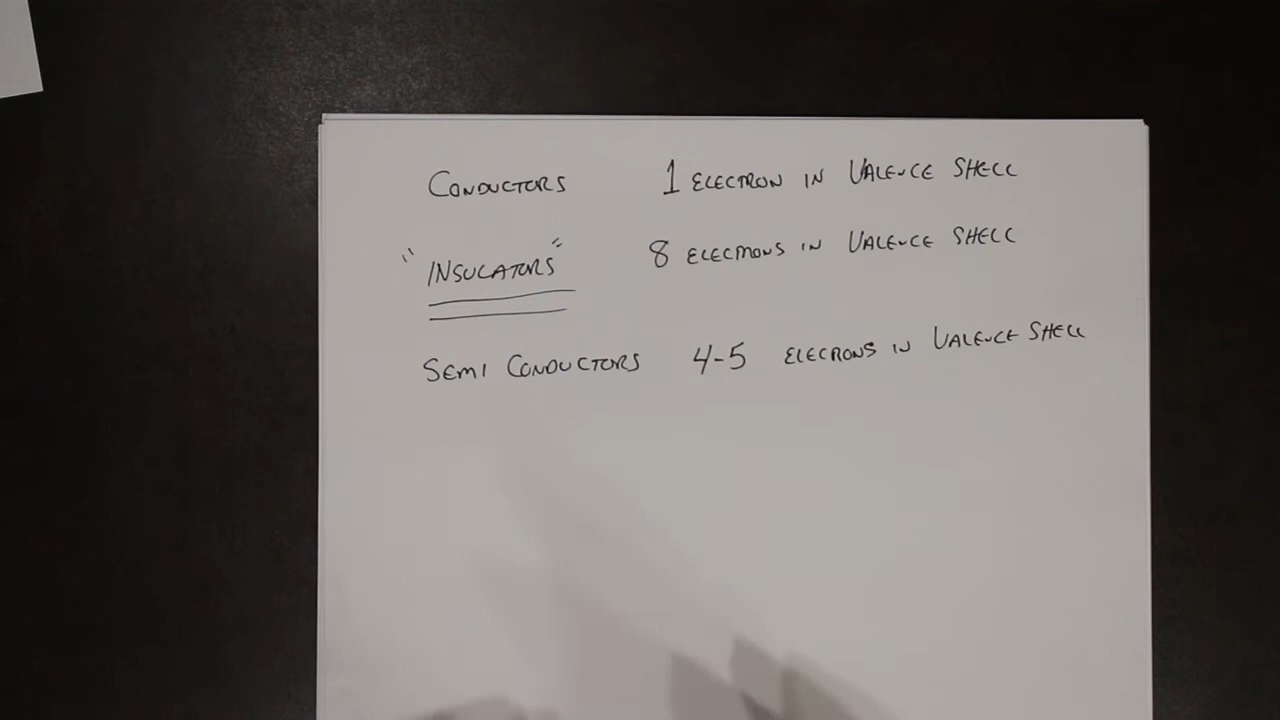 CONDUCTORS 1 ELECTRON IN VALENCE SHELL
"INSULATORS" 8 ELECTRONS IN VALENCE SHELL
SEMI CONDUCTORS 4-5 ELECRONS IN VALENCE SHELL